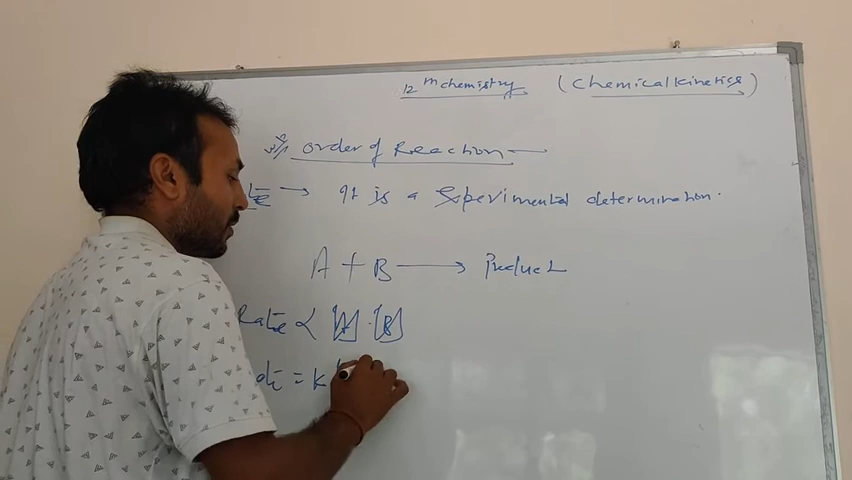 12th chemistry (chemical kinetics)
order of Reaction
→ It is a Experimental determination.
A + B → Product
Rate ∝ [A] . [B]
= K